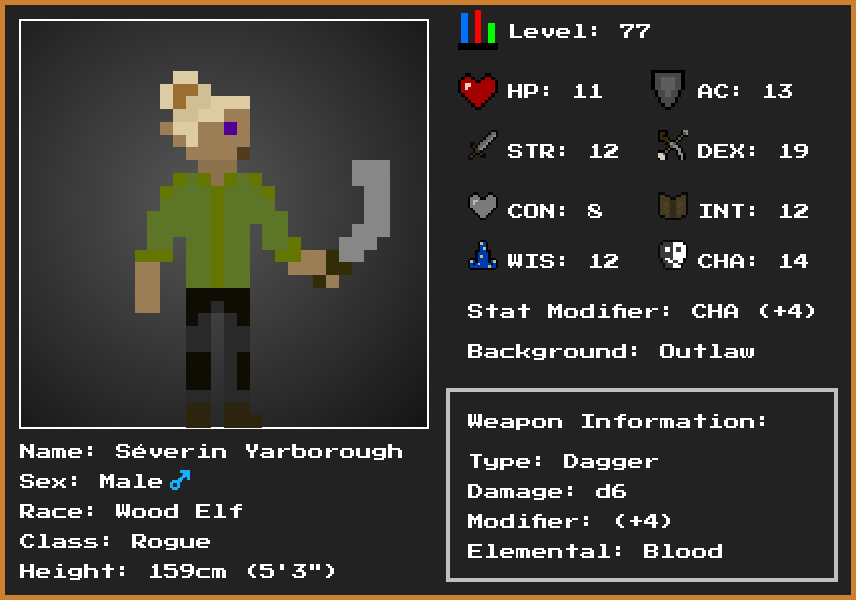 Level: 77
HP: 11 AC: 13
STR: 12 DEX: 19
CON: 8 INT: 12
WIS: 12 CHA: 14
Stat Modifier: CHA (+4)
Background: Outlaw
Weapon Information:
Type: Dagger
Damage: d6
Modifier: (+4)
Elemental: Blood
Name: Séverin Yarborough
Sex: Male♂
Race: Wood Elf
Class: Rogue
Height: 159cm (5'3")